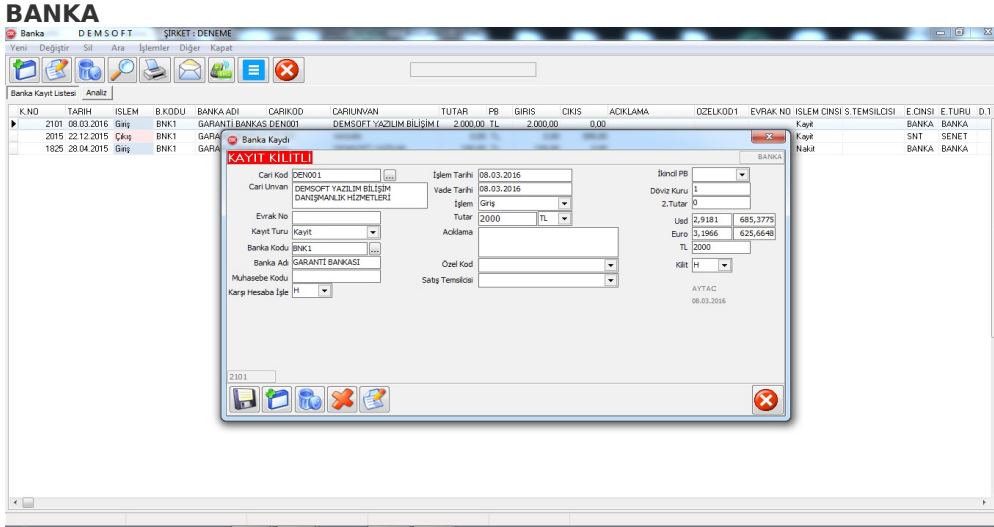 BANKA
Banka DEMSOFT ŞİRKET : DENEME
Yeni Değiştir Sil Ara İşlemler Diğer Kapat
Banka Kayıt Listesi Analiz
K.NO TARIH ISLEM B.KODU BANKA ADI CARIKOD CARIUNVAN TUTAR PB GIRIS CIKIS ACIKLAMA OZELKOD1 EVRAK NO ISLEM CINSI S.TEMSILCISI E.CINSI E.TURU D.1
2101 08.03.2016 Giriş BNK1 GARANTİ BANKAS DEN001 DEMSOFT YAZILIM BİLİŞİM 2.000,00 TL 2.000,00 0,00 Kayıt BANKA BANKA
2015 22.12.2015 Çıkış BNK1 GARA Kayıt SNT SENET
1825 28.04.2015 Giriş BNK1 GARA Nakit BANKA BANKA
Banka Kaydı
KAYIT KİLİTLİ BANKA
Cari Kod DEN001 ... İşlem Tarihi 08.03.2016 İkincil PB
Cari Unvan DEMSOFT YAZILIM BİLİŞİM Vade Tarihi 08.03.2016 Döviz Kuru 1
DANIŞMANLIK HİZMETLERİ İşlem Giriş 2.Tutar 0
Evrak No Tutar 2000 TL Usd 2,9181 685,3775
Kayıt Turu Kayit Acıklama Euro 3,1966 625,6648
Banka Kodu BNK1 ... TL 2000
Banka Adı GARANTİ BANKASI Özel Kod Kilit H
Muhasebe Kodu Satış Temsilcisi
Karşı Hesaba İşle H AYTAC
08.03.2016
2101